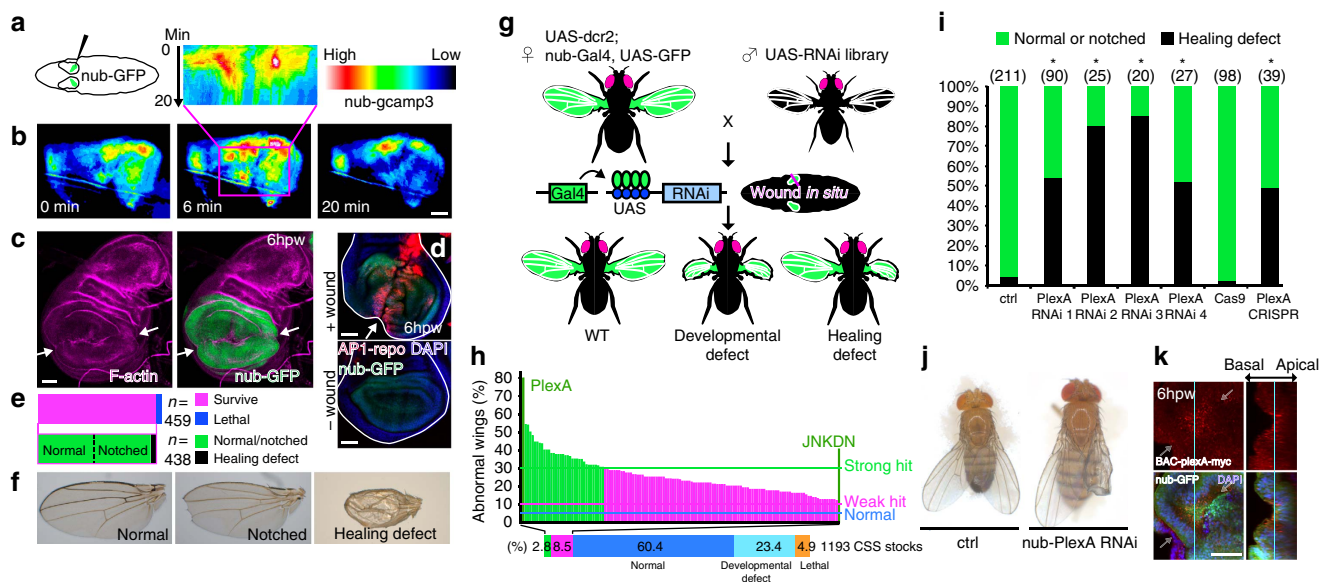 a
Min
0
20
nub-GFP
High
Low
nub-gcamp3
b
0 min
6 min
20 min
c
6hpw
F-actin
nub-GFP
d
+ wound
6hpw
AP1-repo DAPI
nub-GFP
– wound
e
n=
459
Survive
Lethal
Normal
Notched
n=
438
Normal/notched
Healing defect
f
Normal
Notched
Healing defect
g
♀
UAS-dcr2;
nub-Gal4, UAS-GFP
♂ UAS-RNAi library
X
Gal4
UAS
RNAi
Wound in situ
WT
Developmental
defect
Healing
defect
h
Abnormal wings (%)
80
70
60
50
40
30
20
10
0
PlexA
JNKDN
Strong hit
Weak hit
Normal
(%)
2.8
8.5
60.4
23.4
4.9
1193 CSS stocks
Normal
Developmental
defect
Lethal
i
Normal or notched
Healing defect
* * * * *
(211) (90) (25) (20) (27) (98) (39)
100%
90%
80%
70%
60%
50%
40%
30%
20%
10%
0%
ctrl
PlexA
RNAi 1
PlexA
RNAi 2
PlexA
RNAi 3
PlexA
RNAi 4
Cas9
PlexA
CRISPR
j
ctrl
nub-PlexA RNAi
k
Basal
Apical
6hpw
BAC-plexA-myc
nub-GFP
DAPI